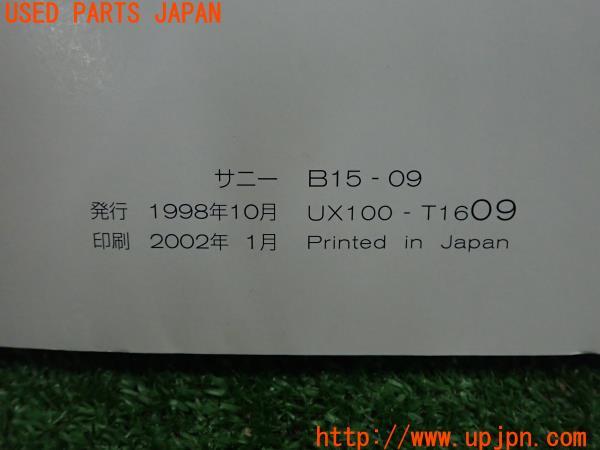 USED PARTS JAPAN
サニー B15 - 09
発行 1998年10月 UX100 - T1609
印刷 2002年 1月 Printed in Japan
http://www.upjpn.com/